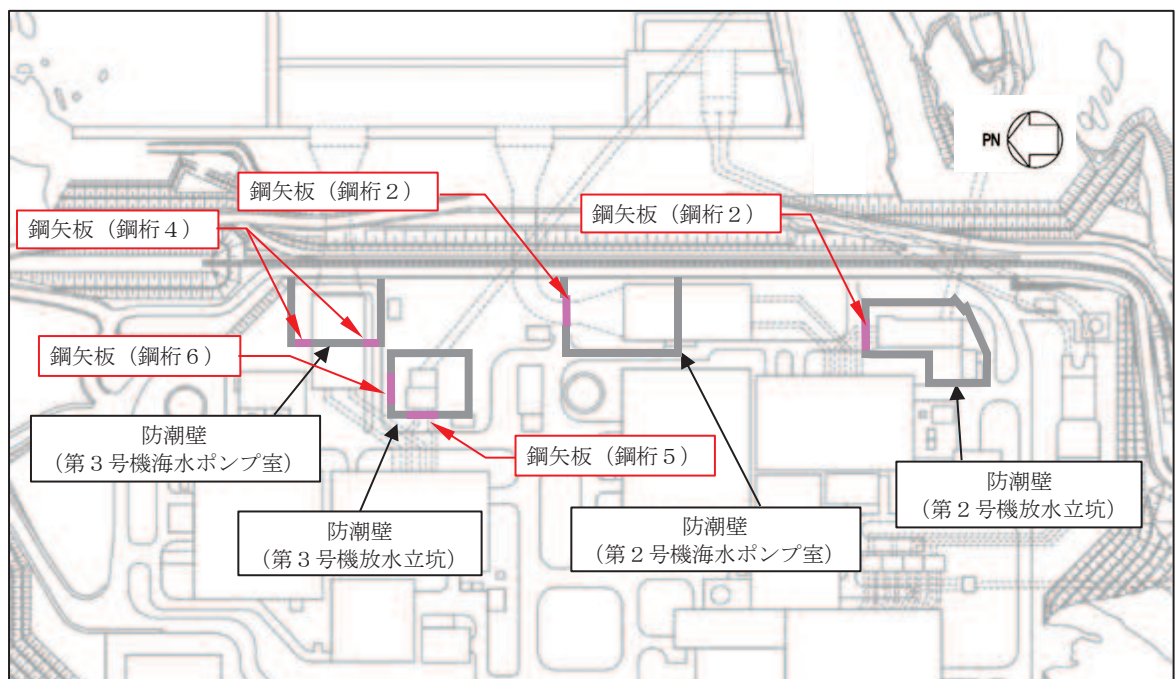 PN
鋼矢板（鋼桁２）
鋼矢板（鋼桁２）
鋼矢板（鋼桁４）
鋼矢板（鋼桁６）
防潮壁
（第３号機海水ポンプ室）
鋼矢板（鋼桁５）
防潮壁
（第２号機放水立坑）
防潮壁
（第３号機放水立坑）
防潮壁
（第２号機海水ポンプ室）